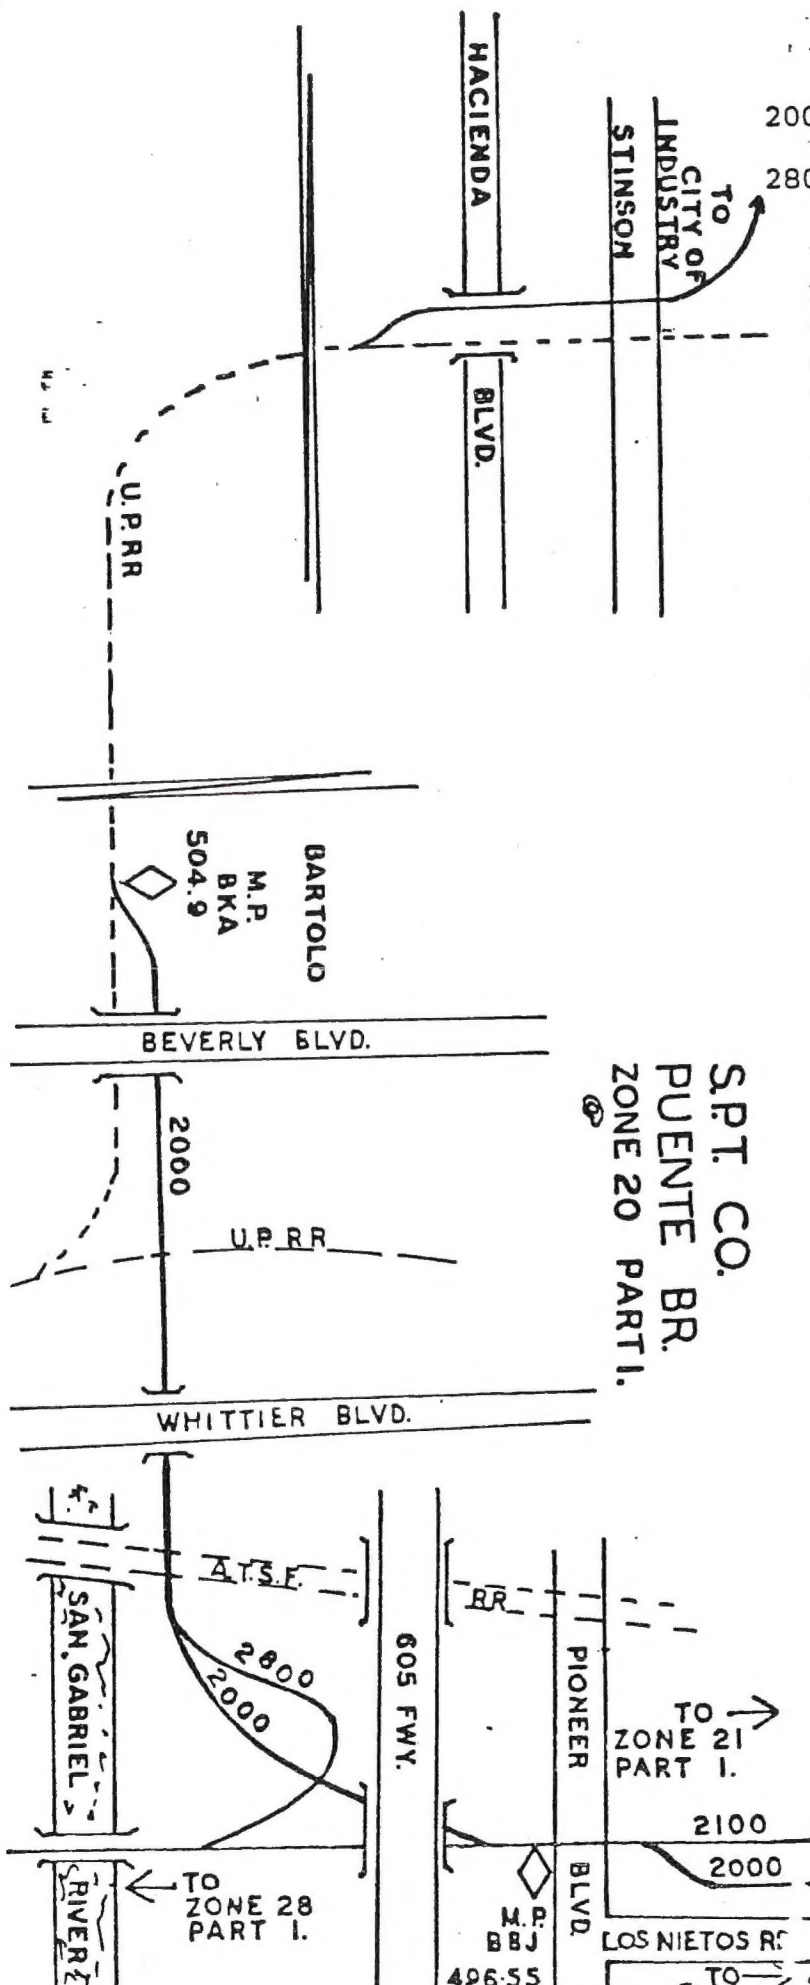 200
280
HACIENDA
BLVD.
STINSON
TO
CITY OF
INDUSTRY
U.P.RR
BARTOLO
M.P.
BKA
504.9
BEVERLY BLVD.
S.P.T. CO.
PUENTE BR.
ZONE 20 PART I.
2000
U.P. RR
WHITTIER BLVD.
A.T.S.F.
RR
SAN GABRIEL
RIVER
2800
2000
605 FWY.
PIONEER
BLVD.
TO
ZONE 21
PART I.
2100
2000
TO
ZONE 28
PART I.
M.P.
BBJ
496.55
LOS NIETOS
TO